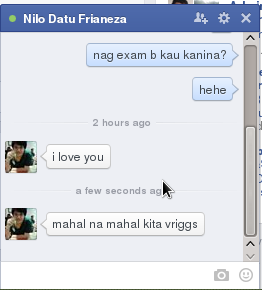 Nilo Datu Frianeza
nag exam b kau kanina?
hehe
2 hours ago
i love you
a few seconds ago
mahal na mahal kita vriggs